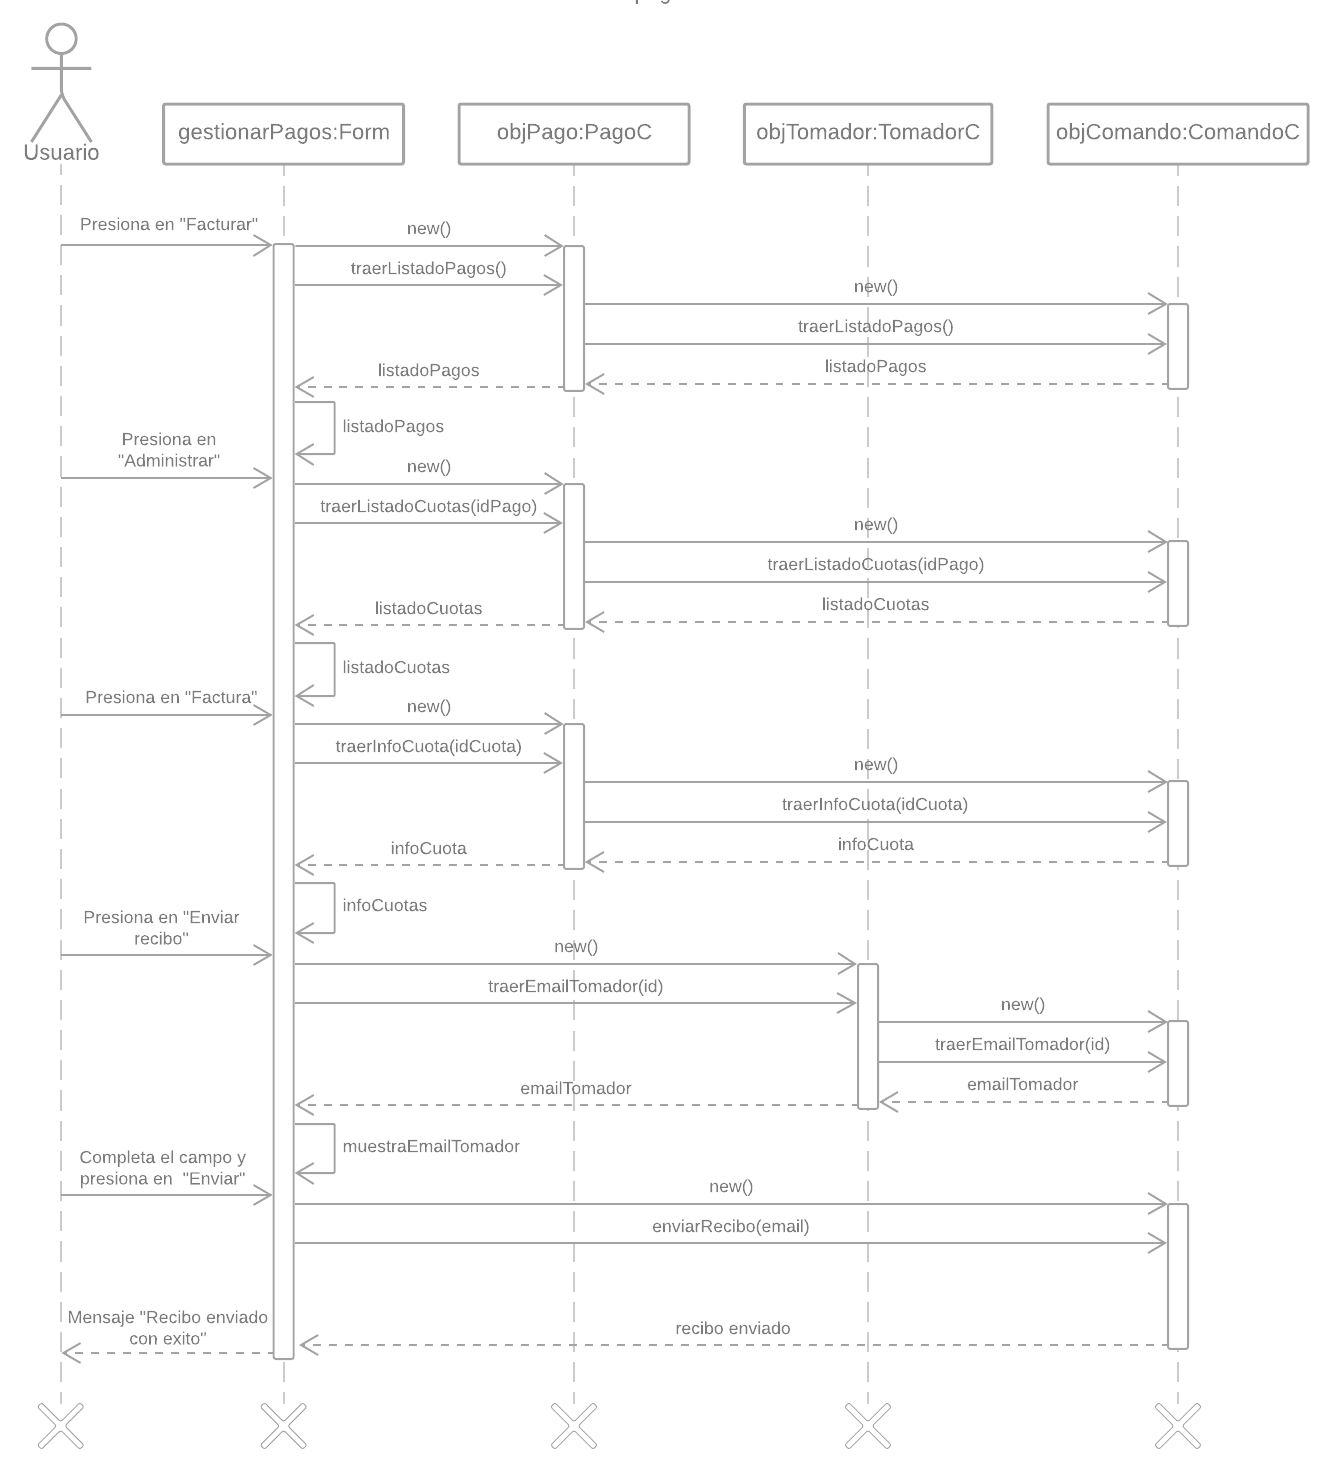 Usuario
gestionarPagos:Form
objPago:PagoC
objTomador:TomadorC
objComando:ComandoC
Presiona en "Facturar"
new()
traerListadoPagos()
new()
traerListadoPagos()
listadoPagos
listadoPagos
listadoPagos
Presiona en
"Administrar"
new()
traerListadoCuotas(idPago)
new()
traerListadoCuotas(idPago)
listadoCuotas
listadoCuotas
listadoCuotas
Presiona en "Factura"
new()
traerInfoCuota(idCuota)
new()
traerInfoCuota(idCuota)
infoCuota
infoCuota
infoCuotas
Presiona en "Enviar
recibo"
new()
traerEmailTomador(id)
new()
traerEmailTomador(id)
emailTomador
emailTomador
muestraEmailTomador
Completa el campo y
presiona en  "Enviar"
new()
enviarRecibo(email)
recibo enviado
Mensaje "Recibo enviado
con exito"